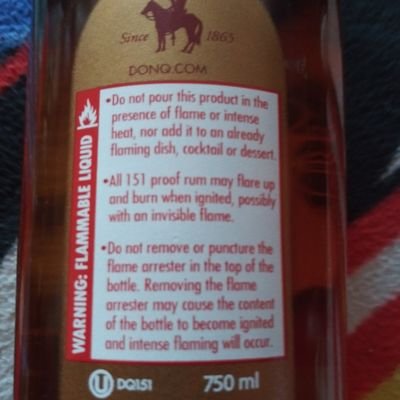 Since 1865
DONQ.COM
WARNING: FLAMMABLE LIQUID
•Do not pour this product in the
presence of flame or intense
heat, nor add it to an already
flaming dish, cocktail or dessert.
•All 151 proof rum may flare up
and burn when ignited, possibly
with an invisible flame.
•Do not remove or puncture the
flame arrester in the top of the
bottle. Removing the flame
arrester may cause the content
of the bottle to become ignited
and intense flaming will occur.
U DQ151 750 ml